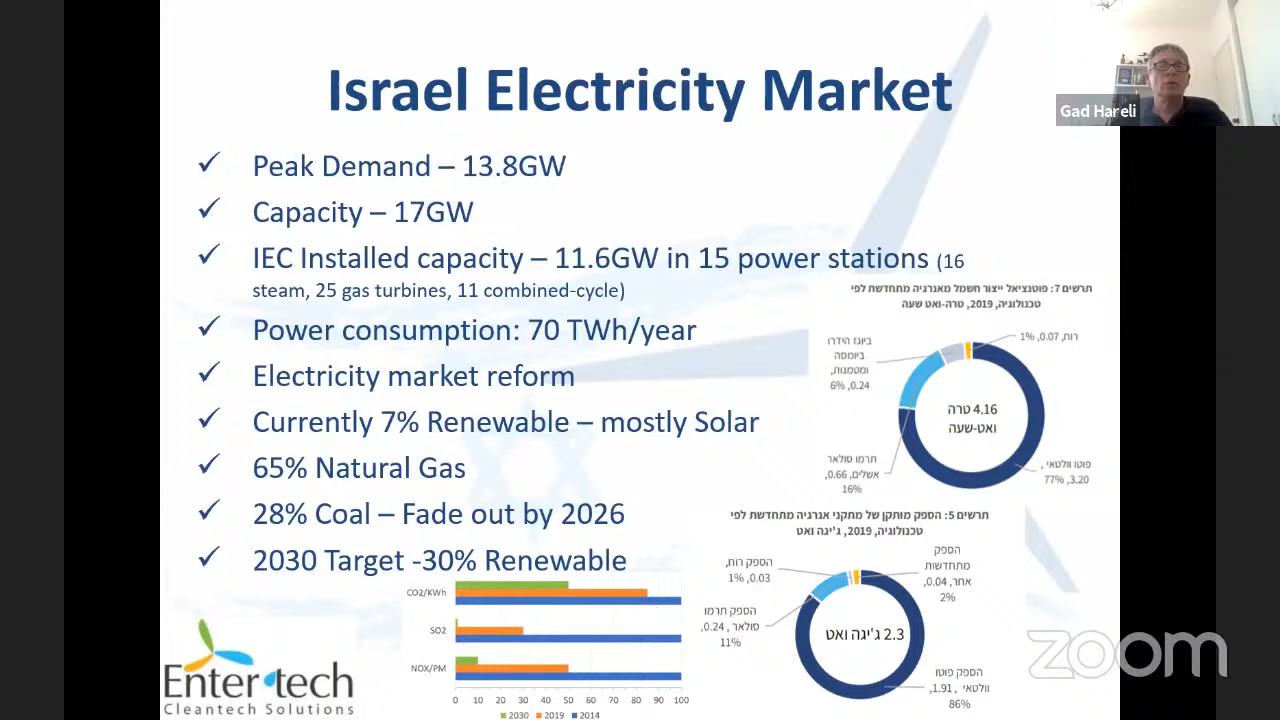 Israel Electricity Market
Gad Hareli
✓ Peak Demand – 13.8GW
✓ Capacity – 17GW
✓ IEC Installed capacity – 11.6GW in 15 power stations (16
steam, 25 gas turbines, 11 combined-cycle)
✓ Power consumption: 70 TWh/year
✓ Electricity market reform
✓ Currently 7% Renewable – mostly Solar
✓ 65% Natural Gas
✓ 28% Coal – Fade out by 2026
✓ 2030 Target -30% Renewable
תרשים 7: פוטנציאל ייצור חשמל מאנרגיה מתחדשת לפי
טכנולוגיה, 2019, טרה-ואט שעה
רוח, 0.07, 1%
ביוגז הידרו
ביומסה
ומטמנות,
0.24, 6%
4.16 טרה
ואט-שעה
תרמו סולאר
אשלים, 0.66,
16%
פוטו וולטאי,
3.20, 77%
תרשים 5: הספק מותקן של מתקני אנרגיה מתחדשת לפי
טכנולוגיה, 2019, ג'יגה ואט
הספק רוח,
0.03, 1%
הספק
מתחדשות
אחר, 0.04,
2%
הספק תרמו
סולאר, 0.24,
11%
2.3 ג'יגה ואט
הספק פוטו
וולטאי, 1.91,
86%
CO2/KWh
SO2
NOX/PM
0 10 20 30 40 50 60 70 80 90 100
2030 2019 2014
Enter tech
Cleantech Solutions
zoom